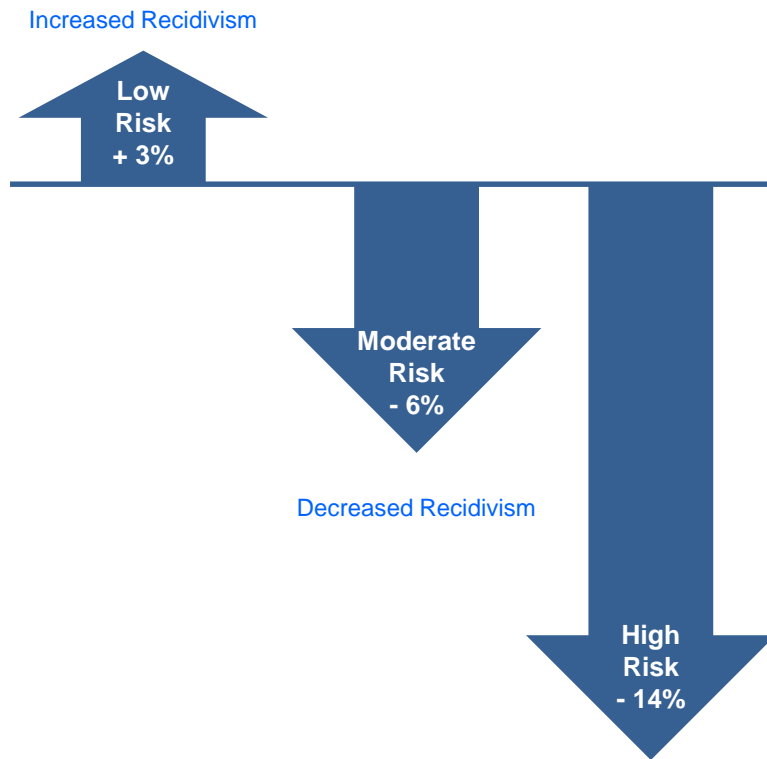 Increased Recidivism
Low
Risk
+ 3%
Moderate
Risk
- 6%
Decreased Recidivism
High
Risk
- 14%